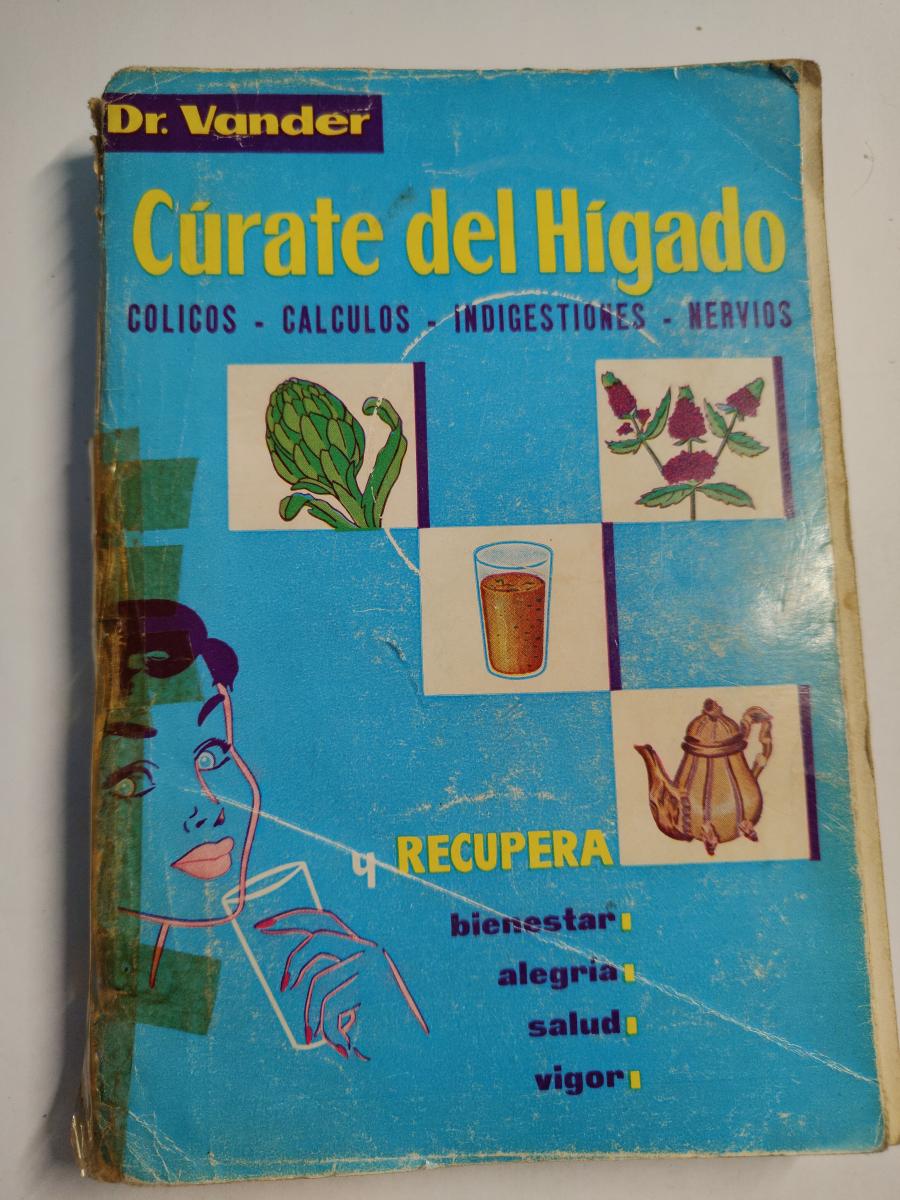 Dr. Vander
Cúrate del Hígado
COLICOS - CALCULOS - INDIGESTIONES - NERVIOS
y RECUPERA
bienestar
alegría
salud
vigor